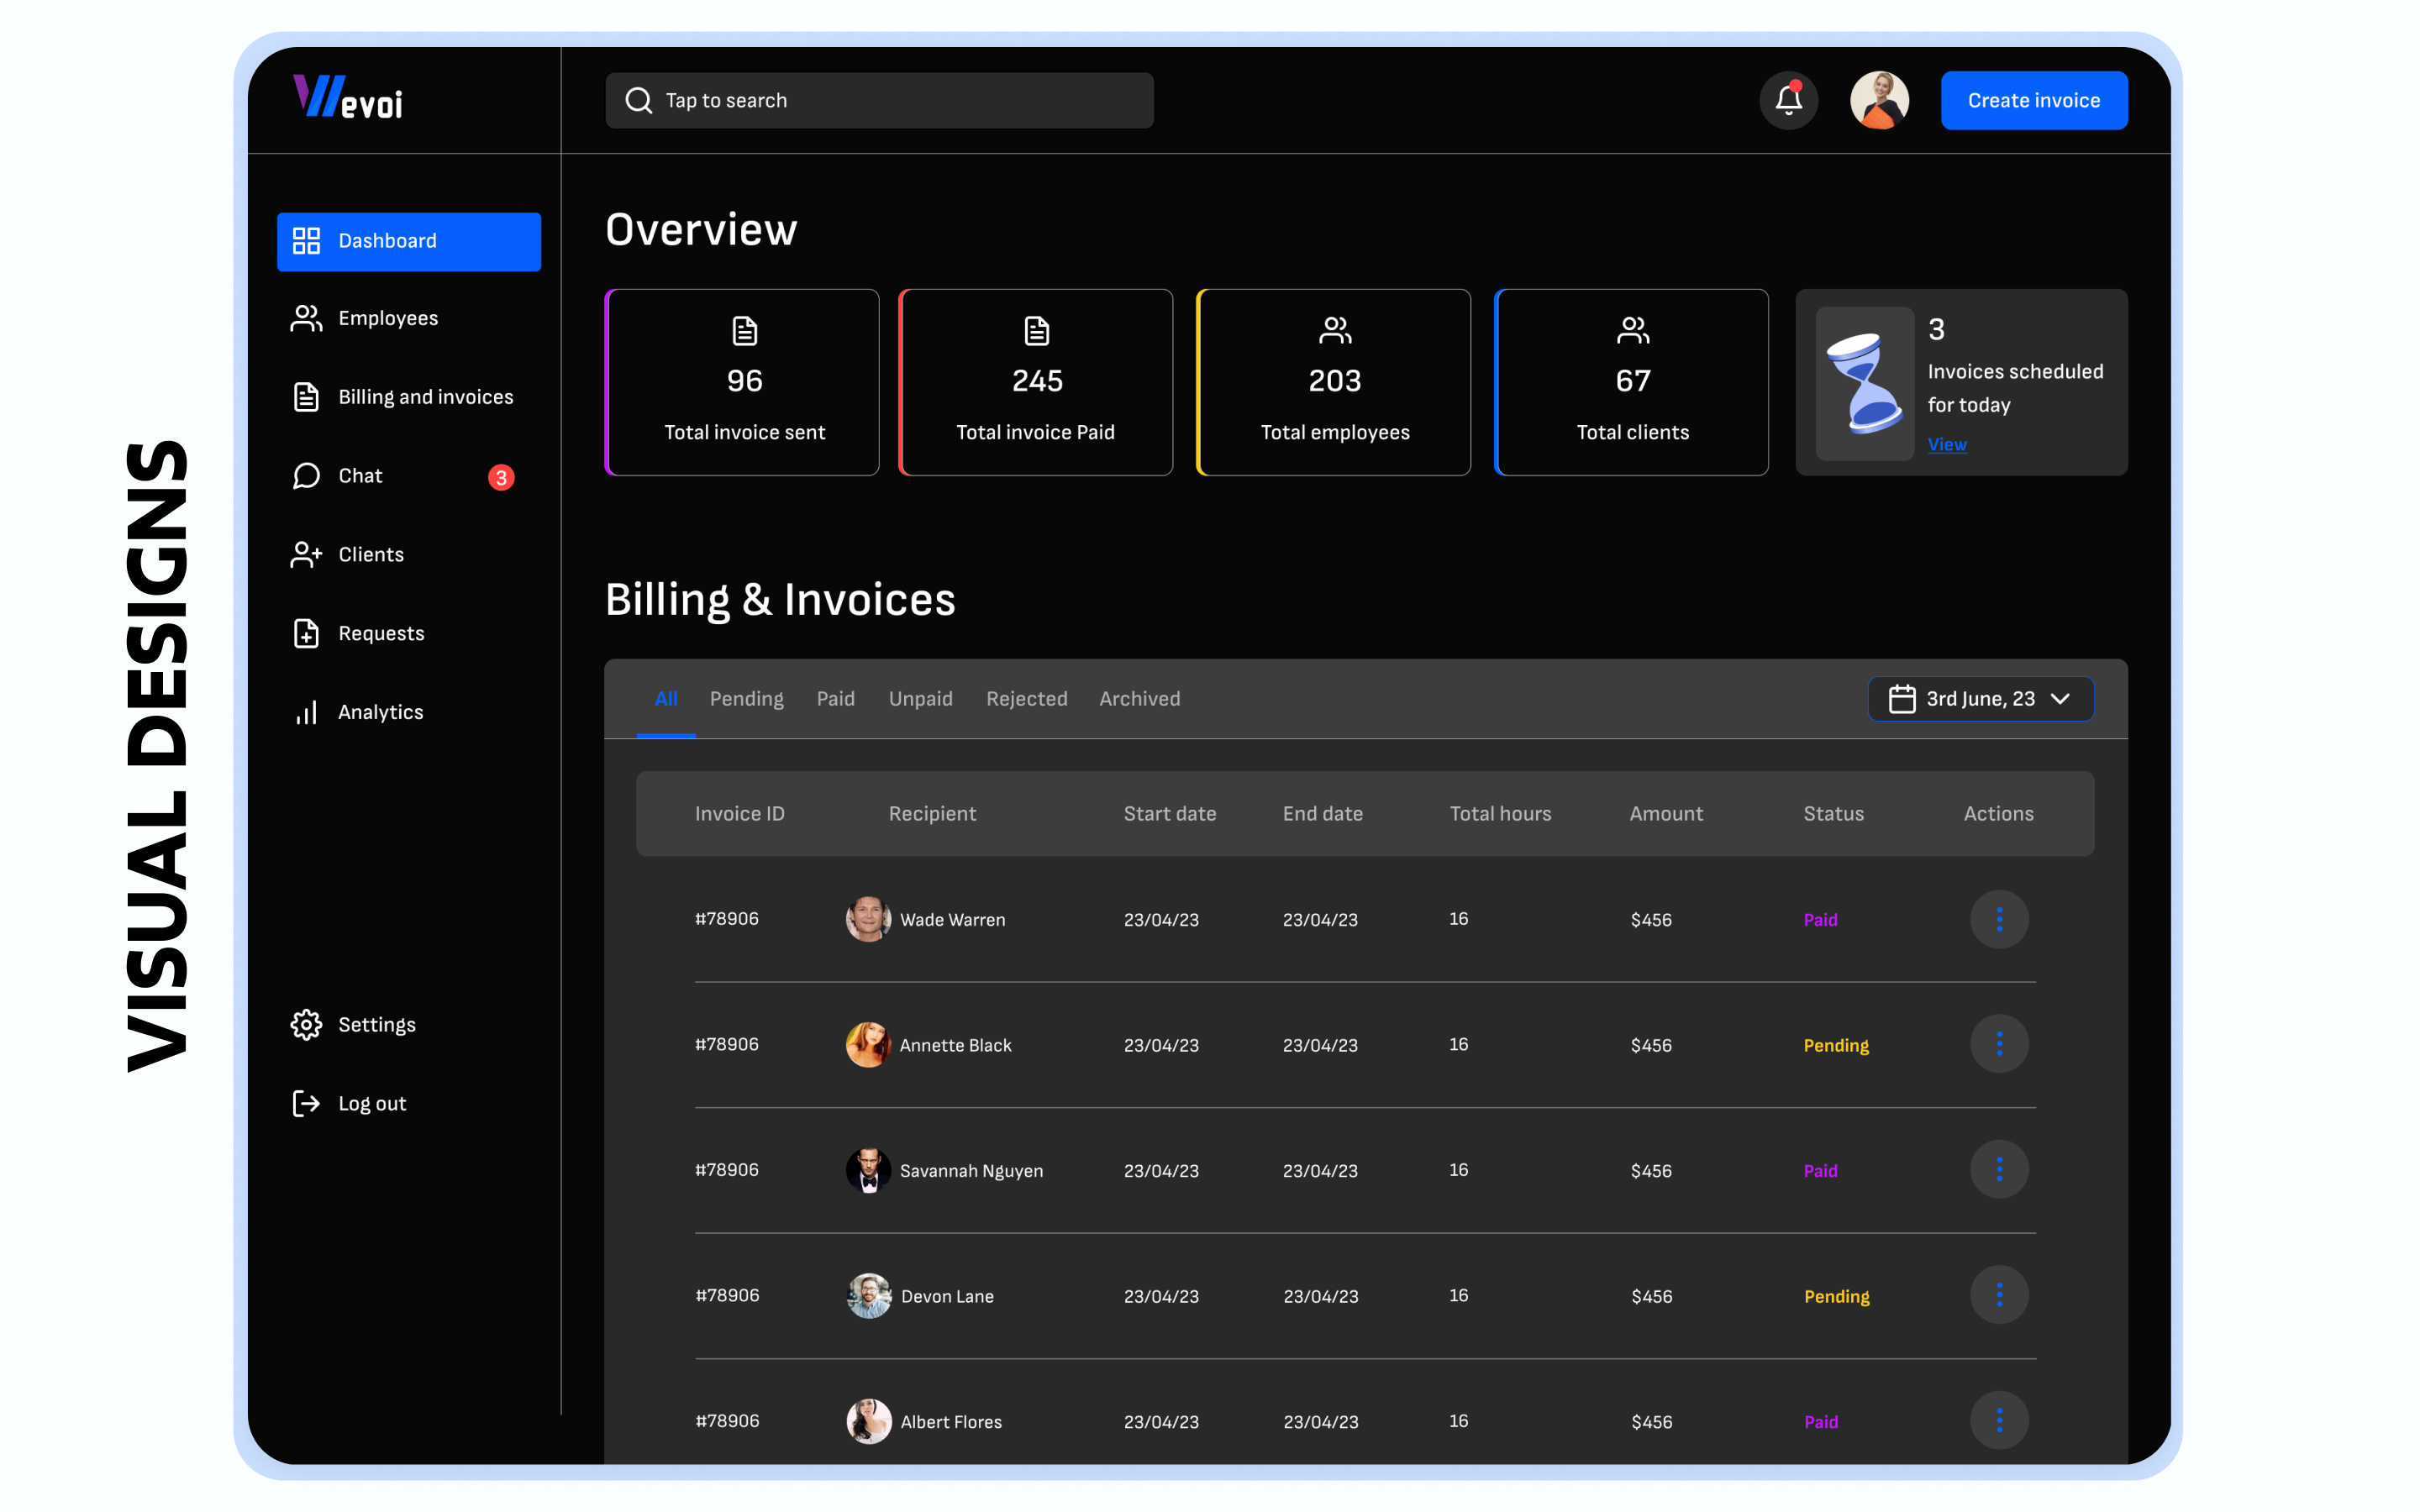 VISUAL DESIGNS
Wevoi
Tap to search
Create invoice
Dashboard
Employees
Billing and invoices
Chat 3
Clients
Requests
Analytics
Settings
Log out
Overview
96
Total invoice sent
245
Total invoice Paid
203
Total employees
67
Total clients
3
Invoices scheduled
for today
View
Billing & Invoices
All Pending Paid Unpaid Rejected Archived 3rd June, 23
Invoice ID Recipient Start date End date Total hours Amount Status Actions
#78906 Wade Warren 23/04/23 23/04/23 16 $456 Paid
#78906 Annette Black 23/04/23 23/04/23 16 $456 Pending
#78906 Savannah Nguyen 23/04/23 23/04/23 16 $456 Paid
#78906 Devon Lane 23/04/23 23/04/23 16 $456 Pending
#78906 Albert Flores 23/04/23 23/04/23 16 $456 Paid